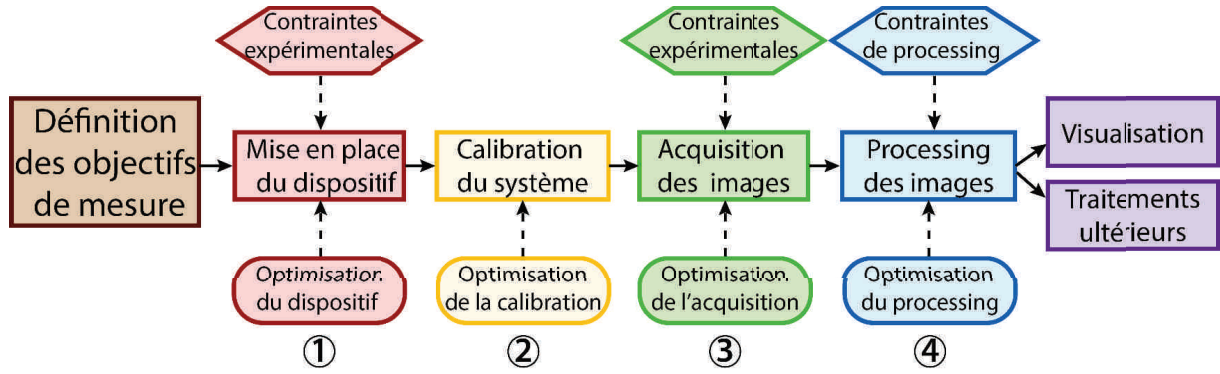 Contraintes
expérimentales
Contraintes
expérimentales
Contraintes
de processing
Définition
des objectifs
de mesure
Mise en place
du dispositif
Calibration
du système
Acquisition
des images
Processing
des images
Visualisation
Traitements
ultérieurs
Optimisation
du dispositif
Optimisation
de la calibration
Optimisation
de l'acquisition
Optimisation
du processing
①
②
③
④